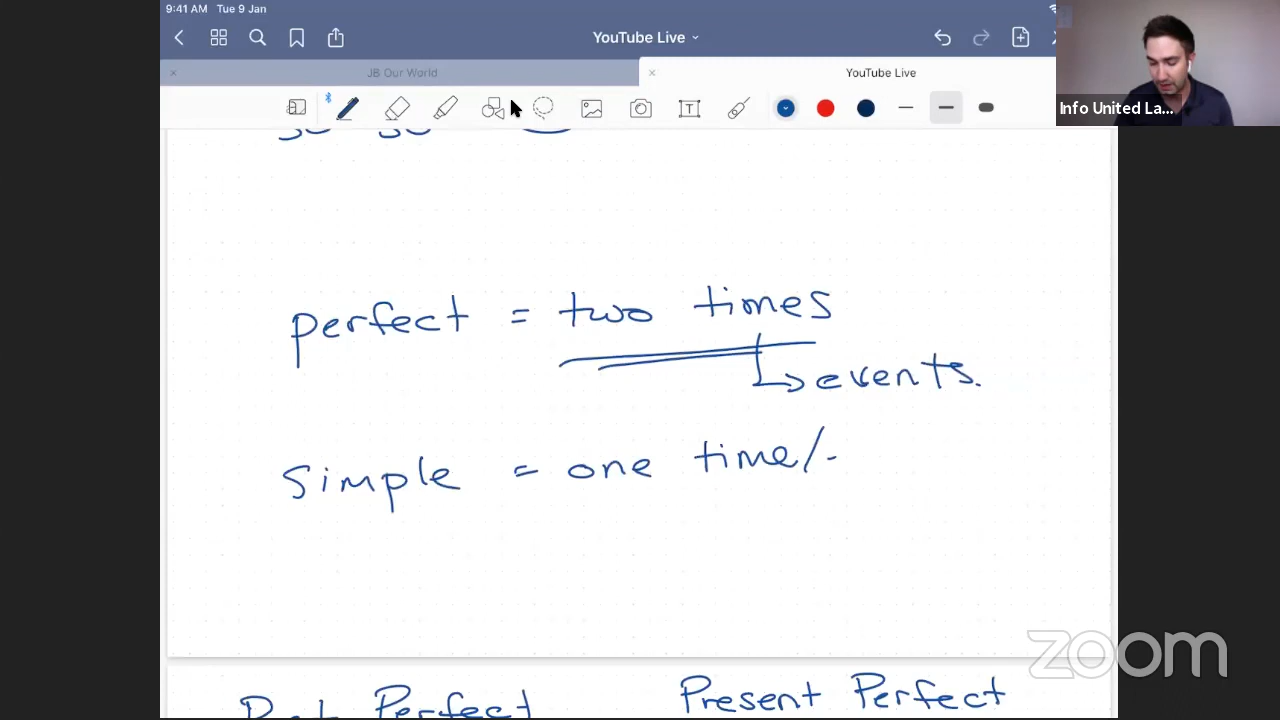 9:41 AM Tue 9 Jan
YouTube Live
JB Our World
YouTube Live
Info United La...
perfect = two times
events.
simple = one time/
Perfect
Present Perfect
zoom